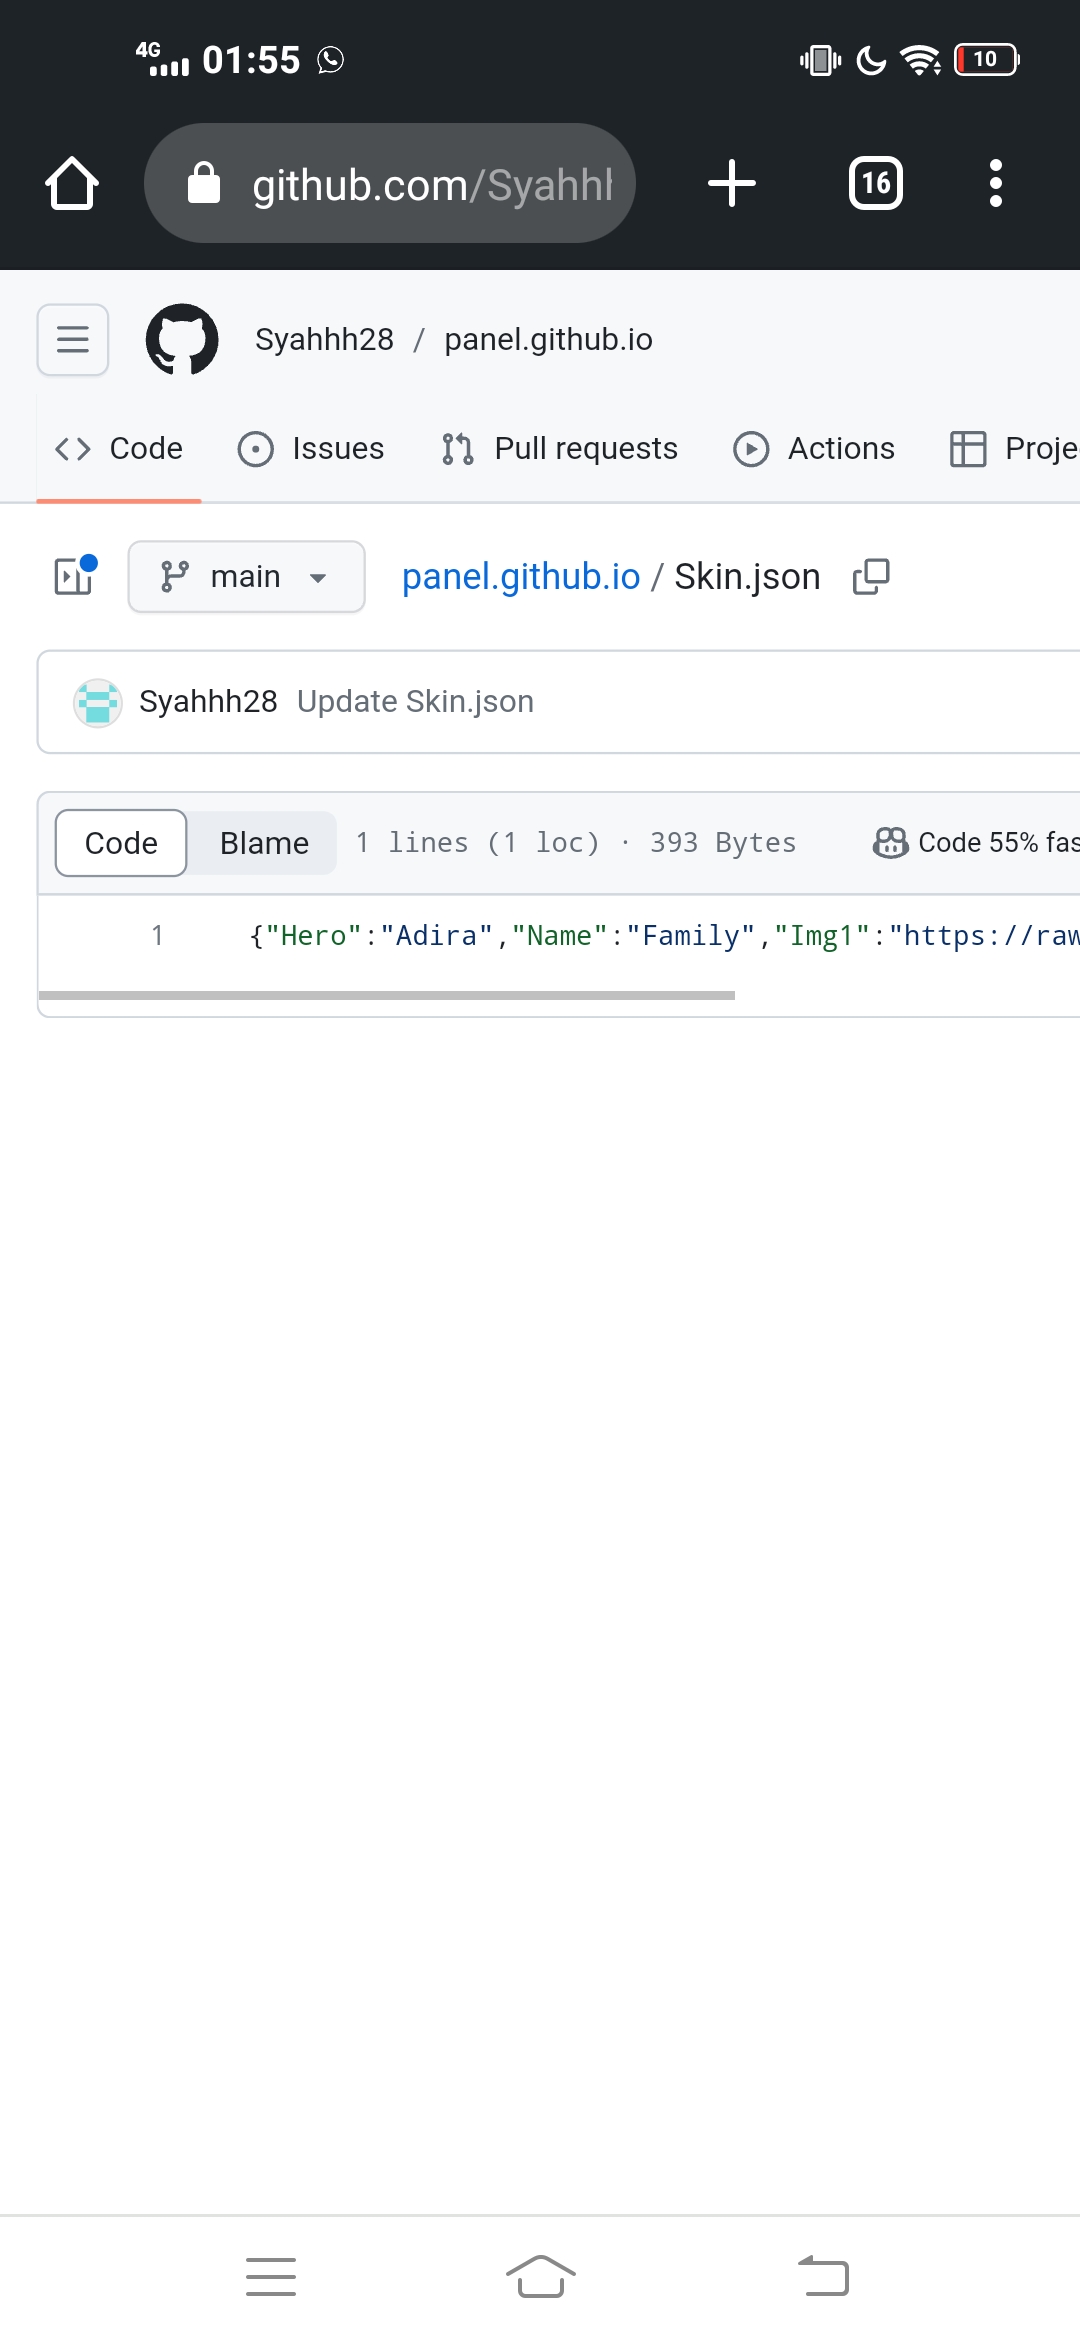 4G 01:55 10
github.com/Syahh
16
Syahhh28 / panel.github.io
Code Issues Pull requests Actions Proje
main panel.github.io / Skin.json
Syahhh28 Update Skin.json
Code Blame 1 lines (1 loc) · 393 Bytes Code 55% fas
1 {"Hero":"Adira","Name":"Family","Img1":"https://raw